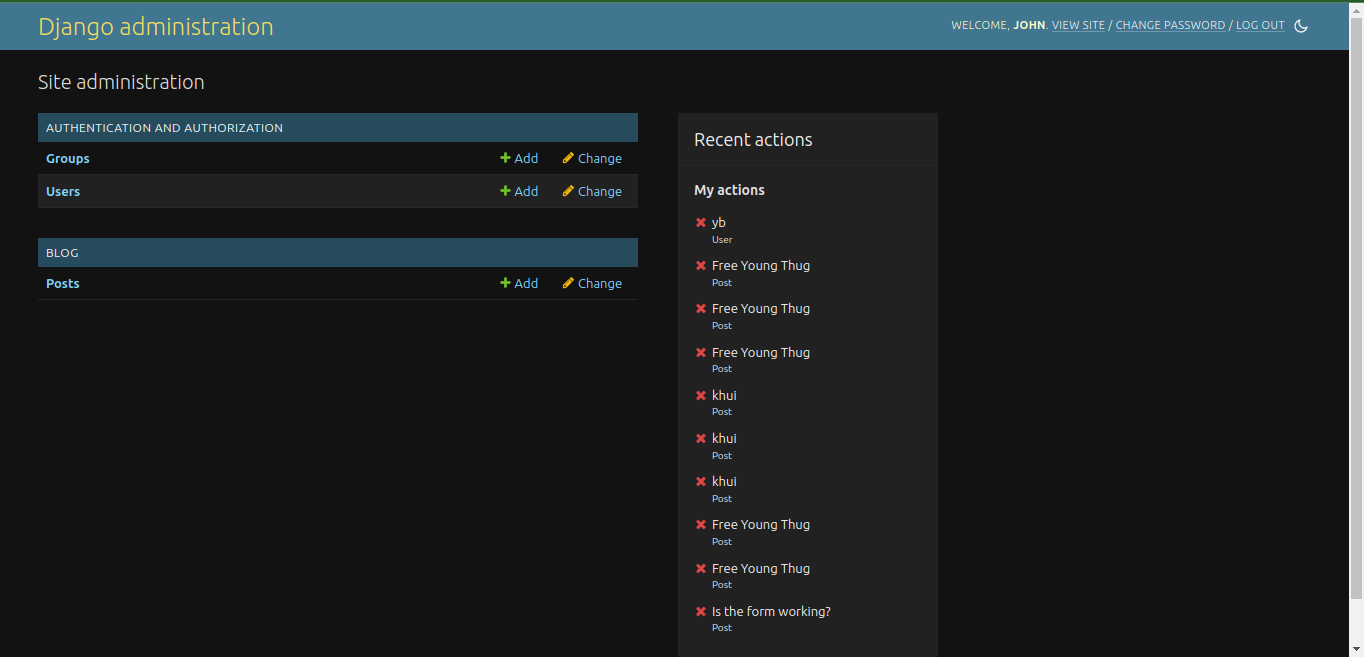 Django administration
WELCOME, JOHN. VIEW SITE / CHANGE PASSWORD / LOG OUT
Site administration
AUTHENTICATION AND AUTHORIZATION
Groups Add Change
Users Add Change
BLOG
Posts Add Change
Recent actions
My actions
yb
User
Free Young Thug
Post
Free Young Thug
Post
Free Young Thug
Post
khui
Post
khui
Post
khui
Post
Free Young Thug
Post
Free Young Thug
Post
Is the form working?
Post